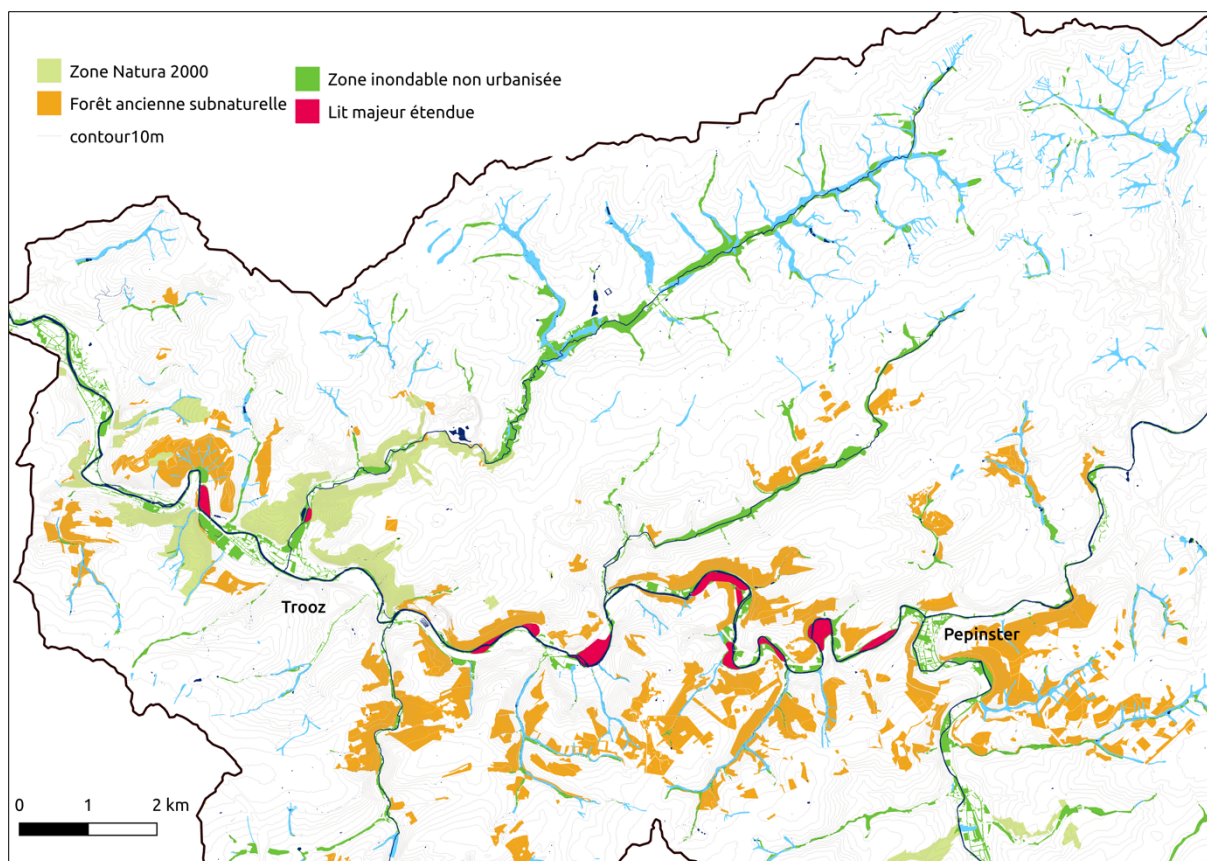 Zone Natura 2000
Forêt ancienne subnaturelle
contour10m
Zone inondable non urbanisée
Lit majeur étendue
Trooz
Pepinster
0 1 2 km